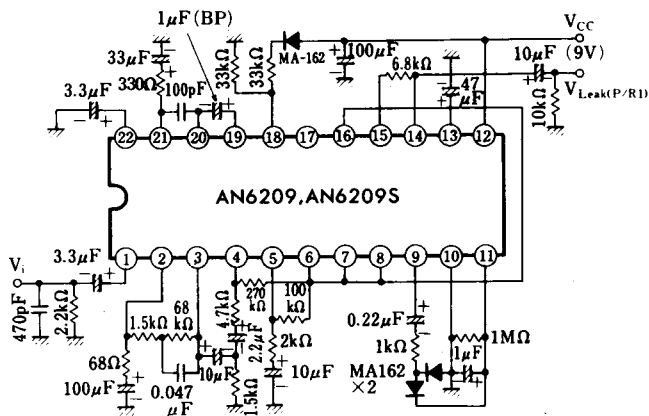 1μF(BP)
33μF
330Ω
100pF
3.3μF
33kΩ
33kΩ
MA-162
100μF
6.8kΩ
47
μF
10μF
VCC
(9V)
VLeak(P/R1)
10kΩ
22 21 20 19 18 17 16 15 14 13 12
AN6209,AN6209S
1 2 3 4 5 6 7 8 9 10 11
Vi
3.3μF
470pF
2.2kΩ
1.5kΩ
68
kΩ
68Ω
100μF
0.047
μF
10μF
4.7kΩ
2.2μF
1.5kΩ
270
kΩ
100
kΩ
2kΩ
10μF
0.22μF
1kΩ
MA162
×2
1μF
1MΩ